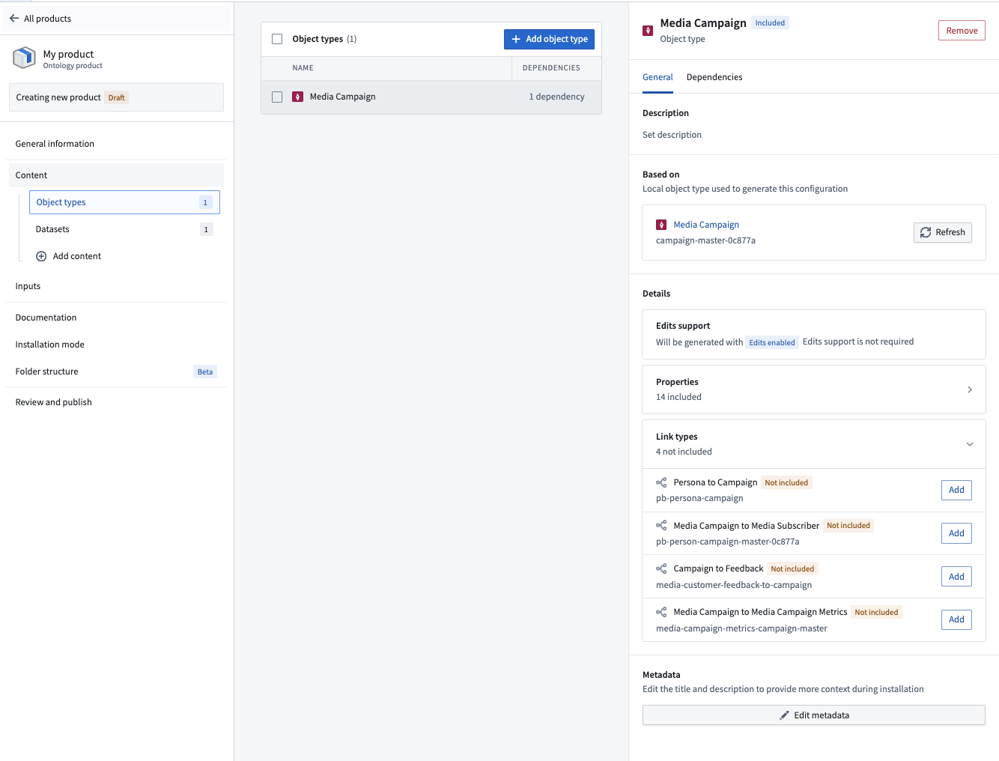 All products
My product
Ontology product
Creating new product Draft
General information
Content
Object types 1
Datasets 1
Add content
Inputs
Documentation
Installation mode
Folder structure Beta
Review and publish
Object types (1)
Add object type
NAME DEPENDENCIES
Media Campaign 1 dependency
Media Campaign Included
Object type
Remove
General Dependencies
Description
Set description
Based on
Local object type used to generate this configuration
Media Campaign
campaign-master-0c877a
Refresh
Details
Edits support
Will be generated with Edits enabled Edits support is not required
Properties
14 included
Link types
4 not included
Persona to Campaign Not included
pb-persona-campaign
Add
Media Campaign to Media Subscriber Not included
pb-person-campaign-master-0c877a
Add
Campaign to Feedback Not included
media-customer-feedback-to-campaign
Add
Media Campaign to Media Campaign Metrics Not included
media-campaign-metrics-campaign-master
Add
Metadata
Edit the title and description to provide more context during installation
Edit metadata